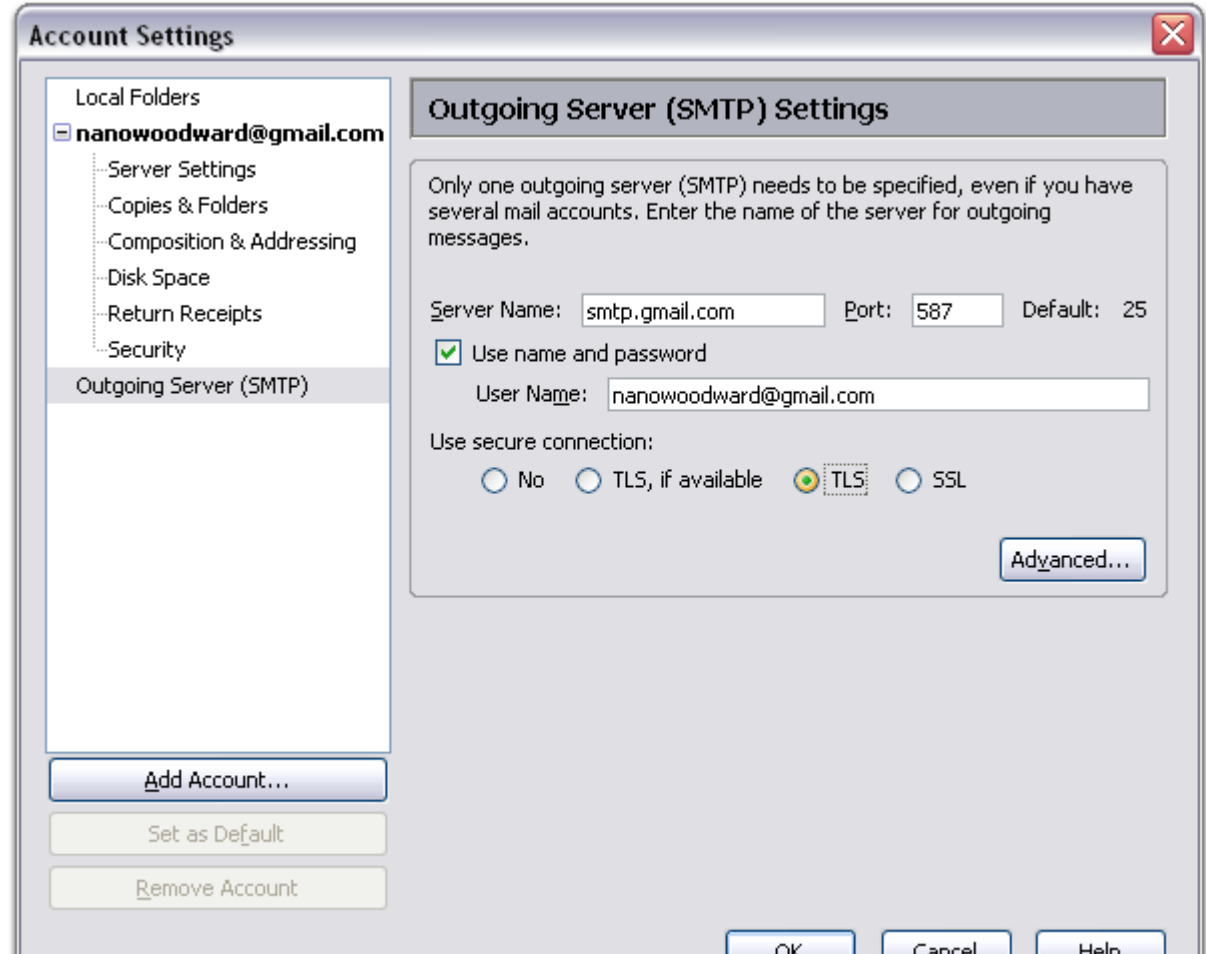 Account Settings
Local Folders
nanowoodward@gmail.com
Server Settings
Copies & Folders
Composition & Addressing
Disk Space
Return Receipts
Security
Outgoing Server (SMTP)
Add Account...
Set as Default
Remove Account
Outgoing Server (SMTP) Settings
Only one outgoing server (SMTP) needs to be specified, even if you have
several mail accounts. Enter the name of the server for outgoing
messages.
Server Name: smtp.gmail.com Port: 587 Default: 25
Use name and password
User Name: nanowoodward@gmail.com
Use secure connection:
No TLS, if available TLS SSL
Advanced...
OK Cancel Help